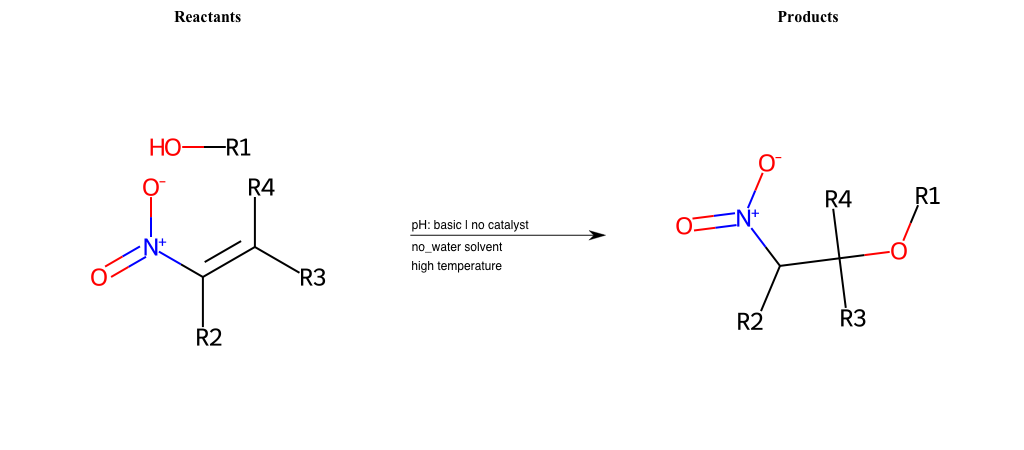 Reactants
Products
HO R1
O- R4
N+
O R3
R2
pH: basic | no catalyst
no_water solvent
high temperature
O-
R4 R1
O N+
O
R2 R3